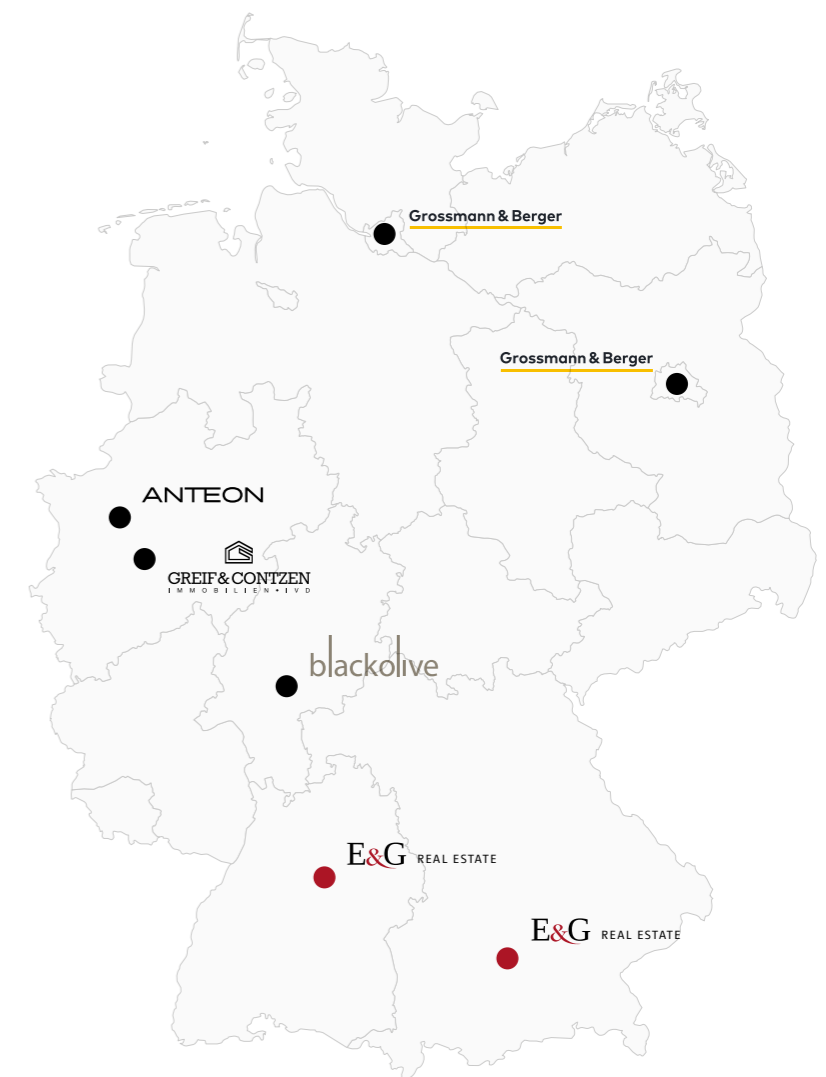 Grossmann & Berger
Grossmann & Berger
ANTEON
GREIF & CONTZEN
IMMOBILIEN • IVD
blackolive
E&G REAL ESTATE
E&G REAL ESTATE